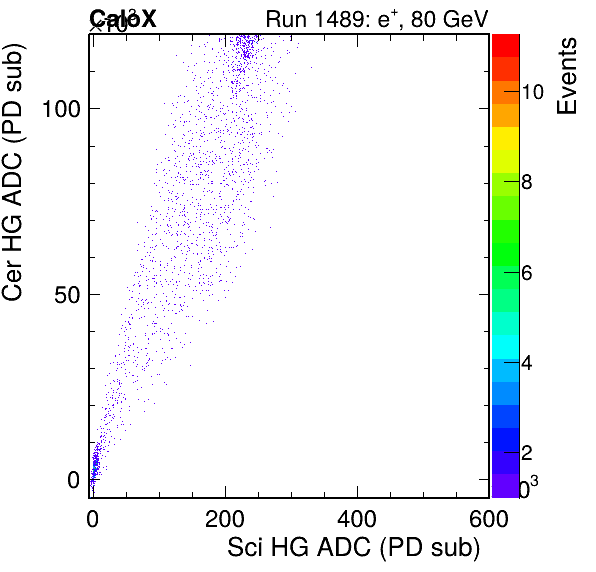 CaloX
Run 1489: e+, 80 GeV
×10³
Cer HG ADC (PD sub)
100
50
0
0
200
400
600
Sci HG ADC (PD sub)
10
8
6
4
2
Events